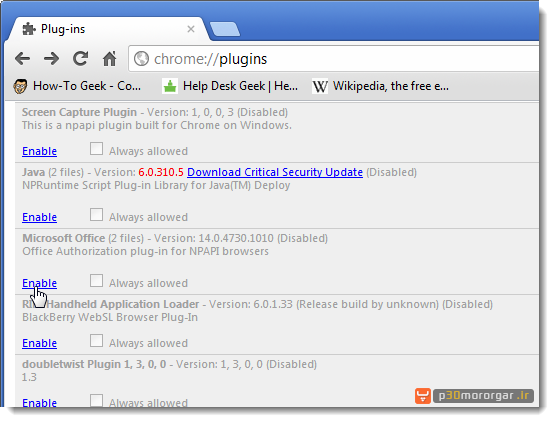 Plug-ins
chrome://plugins
How-To Geek - Co...
Help Desk Geek | He...
W Wikipedia, the free e...
Screen Capture Plugin - Version: 1, 0, 0, 3 (Disabled)
This is a npapi plugin built for Chrome on Windows.
Enable Always allowed
Java (2 files) - Version: 6.0.310.5 Download Critical Security Update (Disabled)
NPRuntime Script Plug-in Library for Java(TM) Deploy
Enable Always allowed
Microsoft Office (2 files) - Version: 14.0.4730.1010 (Disabled)
Office Authorization plug-in for NPAPI browsers
Enable Always allowed
Handheld Application Loader - Version: 6.0.1.33 (Release build by unknown) (Disabled)
BlackBerry WebSL Browser Plug-In
Enable Always allowed
doubletwist Plugin 1, 3, 0, 0 - Version: 1, 3, 0, 0 (Disabled)
1.3
Enable Always allowed
p30mororgar.ir